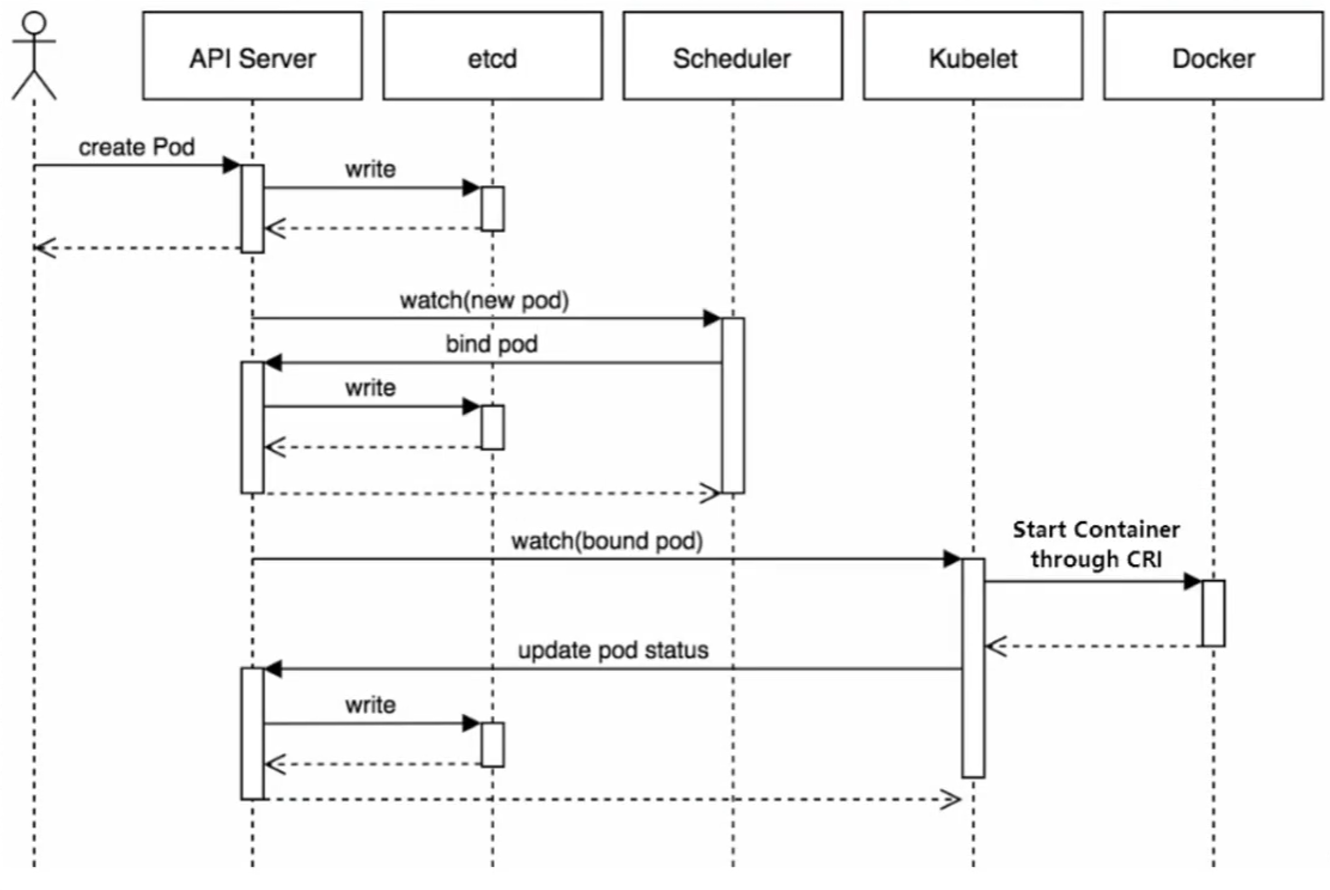 API Server
etcd
Scheduler
Kubelet
Docker
create Pod
write
watch(new pod)
bind pod
write
watch(bound pod)
Start Container
through CRI
update pod status
write